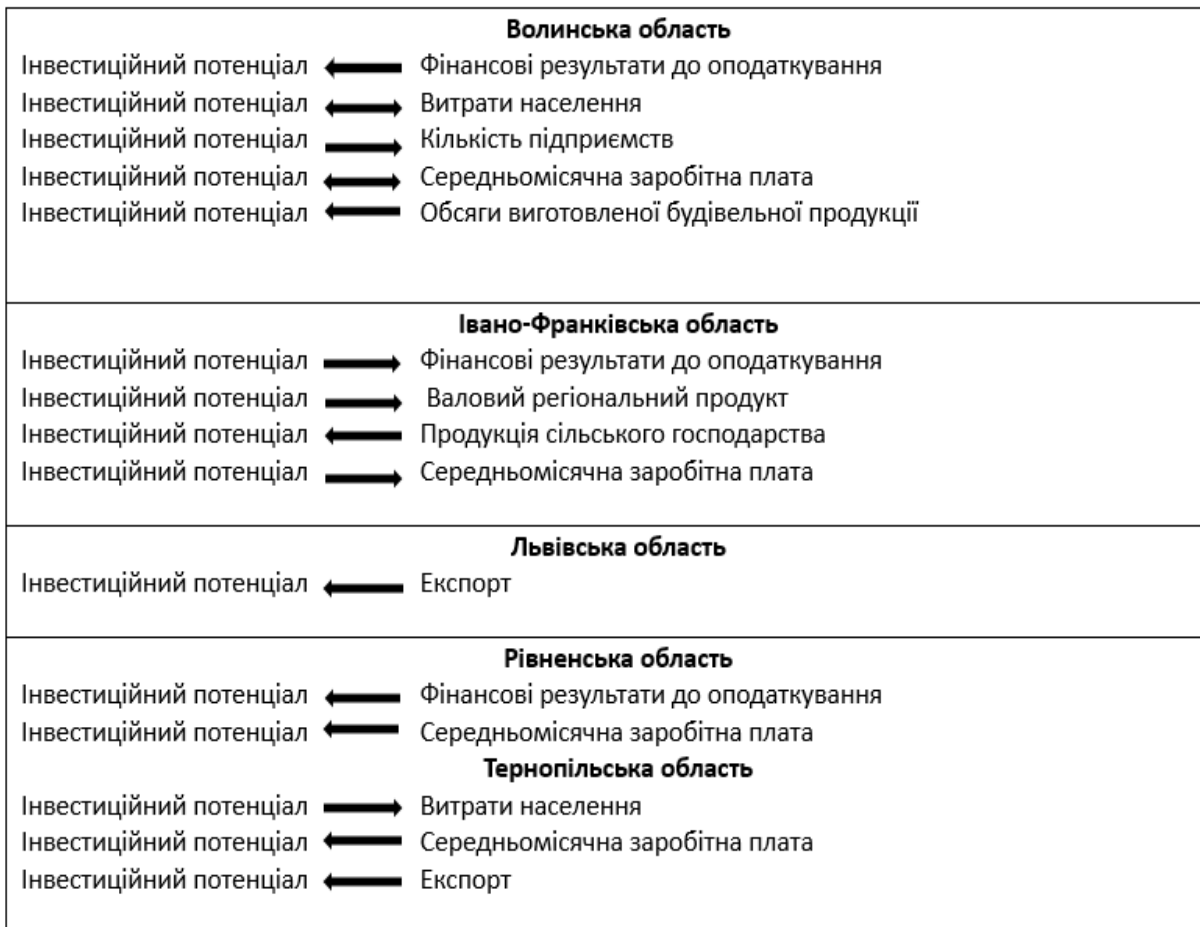 Волинська область
Інвестиційний потенціал Фінансові результати до оподаткування
Інвестиційний потенціал Витрати населення
Інвестиційний потенціал Кількість підприємств
Інвестиційний потенціал Середньомісячна заробітна плата
Інвестиційний потенціал Обсяги виготовленої будівельної продукції
Івано-Франківська область
Інвестиційний потенціал Фінансові результати до оподаткування
Інвестиційний потенціал Валовий регіональний продукт
Інвестиційний потенціал Продукція сільського господарства
Інвестиційний потенціал Середньомісячна заробітна плата
Львівська область
Інвестиційний потенціал Експорт
Рівненська область
Інвестиційний потенціал Фінансові результати до оподаткування
Інвестиційний потенціал Середньомісячна заробітна плата
Тернопільська область
Інвестиційний потенціал Витрати населення
Інвестиційний потенціал Середньомісячна заробітна плата
Інвестиційний потенціал Експорт